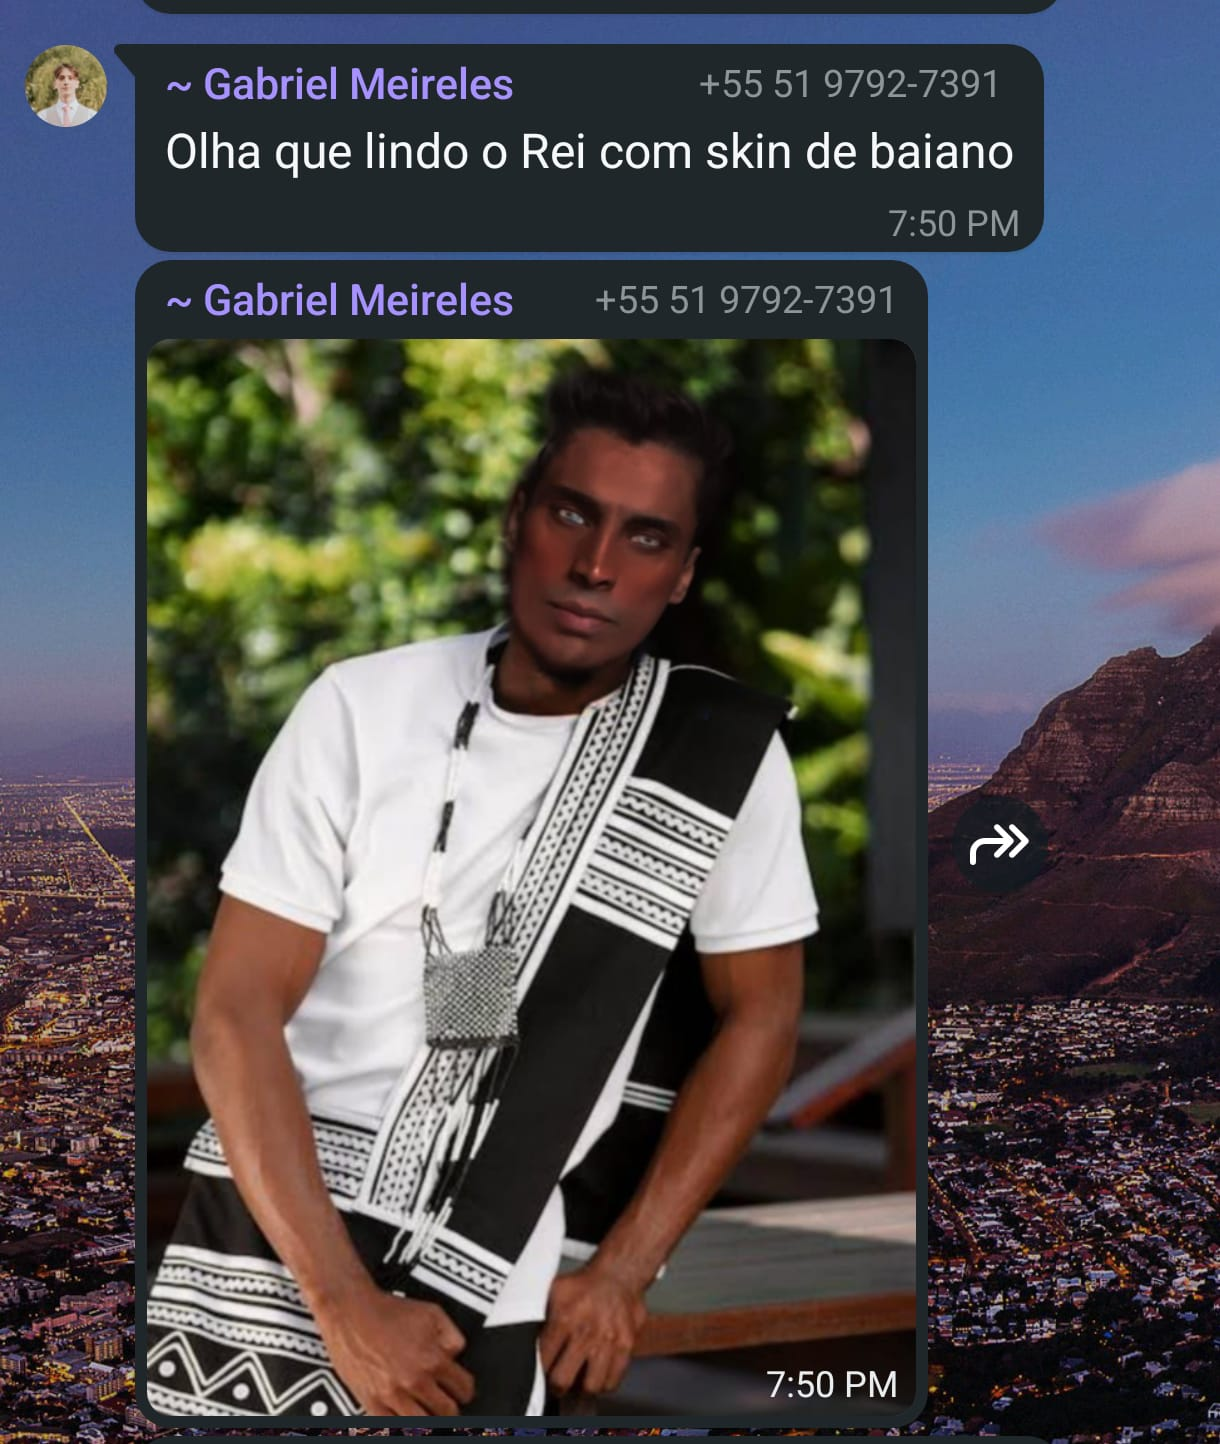 ~ Gabriel Meireles +55 51 9792-7391
Olha que lindo o Rei com skin de baiano
7:50 PM
~ Gabriel Meireles +55 51 9792-7391
7:50 PM